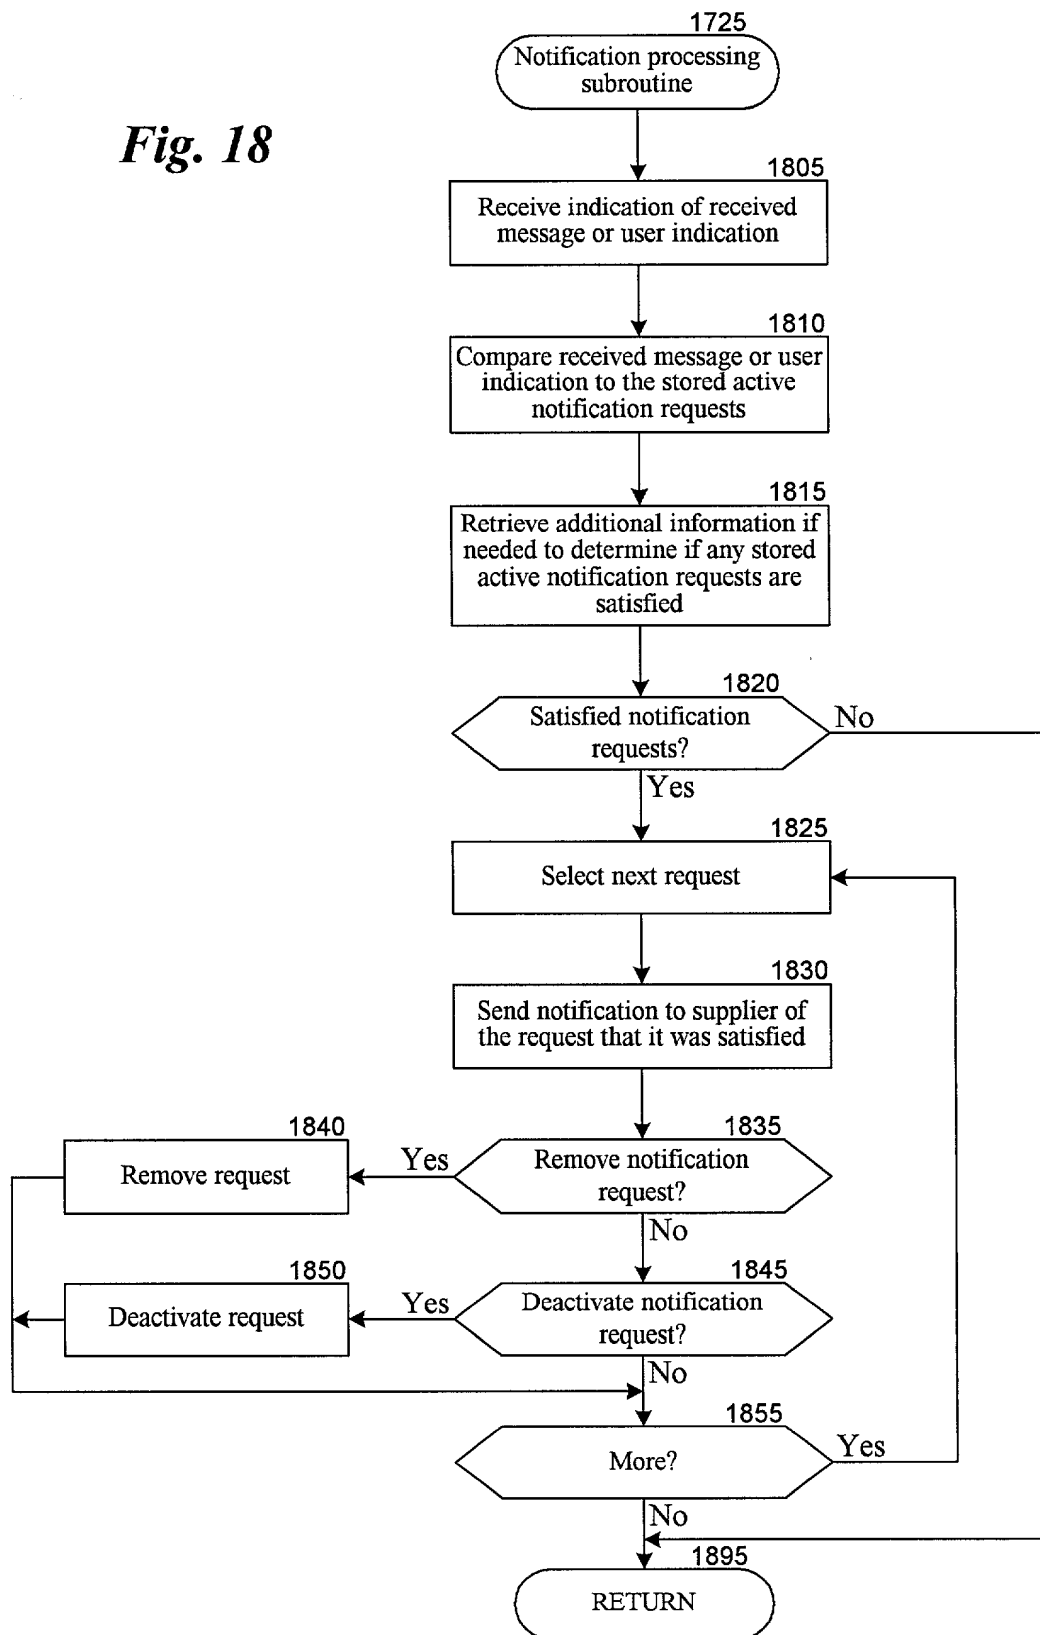 1725
Notification processing
subroutine
Fig. 18
1805
Receive indication of received
message or user indication
1810
Compare received message or user
indication to the stored active
notification requests
1815
Retrieve additional information if
needed to determine if any stored
active notification requests are
satisfied
1820
Satisfied notification
requests?
No
Yes
1825
Select next request
1830
Send notification to supplier of
the request that it was satisfied
1840
Remove request
Yes
1835
Remove notification
request?
No
1850
Deactivate request
Yes
1845
Deactivate notification
request?
No
1855
More?
Yes
No
1895
RETURN